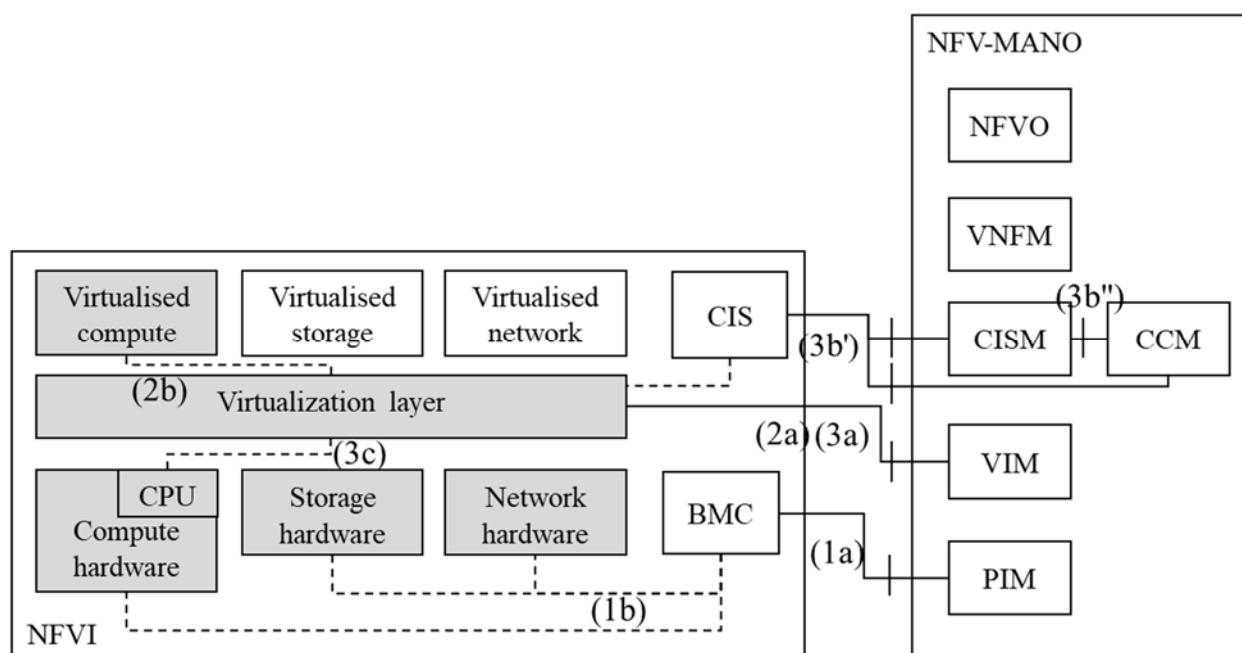 NFV-MANO
NFVO
VNFM
(3b'')
CISM
CCM
VIM
PIM
Virtualised
compute
Virtualised
storage
Virtualised
network
CIS
(3b')
(2b)
Virtualization layer
(2a)
(3a)
(3c)
CPU
Compute
hardware
Storage
hardware
Network
hardware
BMC
(1a)
(1b)
NFVI